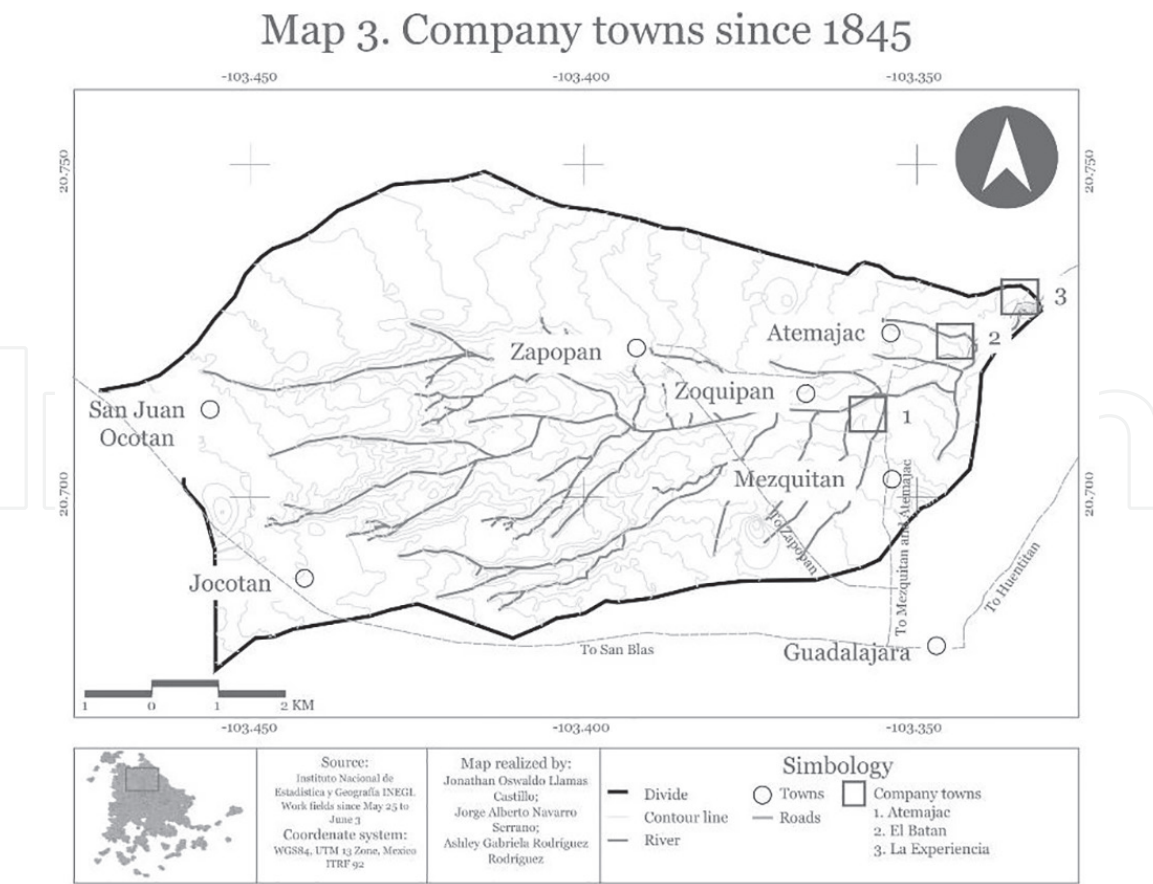 Map 3. Company towns since 1845
-103.450
-103.400
-103.350
20.750
20.750
3
Atemajac
2
Zapopan
Zoquipan
San Juan
Ocotan
1
Mezquitan
20.700
20.700
To Zapopan
To Mezquitan and Atemajac
To Huentitan
Jocotan
To San Blas
Guadalajara
1 0 1 2 KM
-103.450
-103.400
-103.350
Source:
Instituto Nacional de
Estadistica y Geografía INEGI.
Work fields since May 25 to
June 3
Coordenate system:
WGS84, UTM 13 Zone, Mexico
ITRF 92
Map realized by:
Jonathan Oswaldo Llamas
Castillo;
Jorge Alberto Navarro
Serrano;
Ashley Gabriela Rodríguez
Rodríguez
Simbology
Divide
Contour line
River
Towns
Roads
Company towns
1. Atemajac
2. El Batan
3. La Experiencia